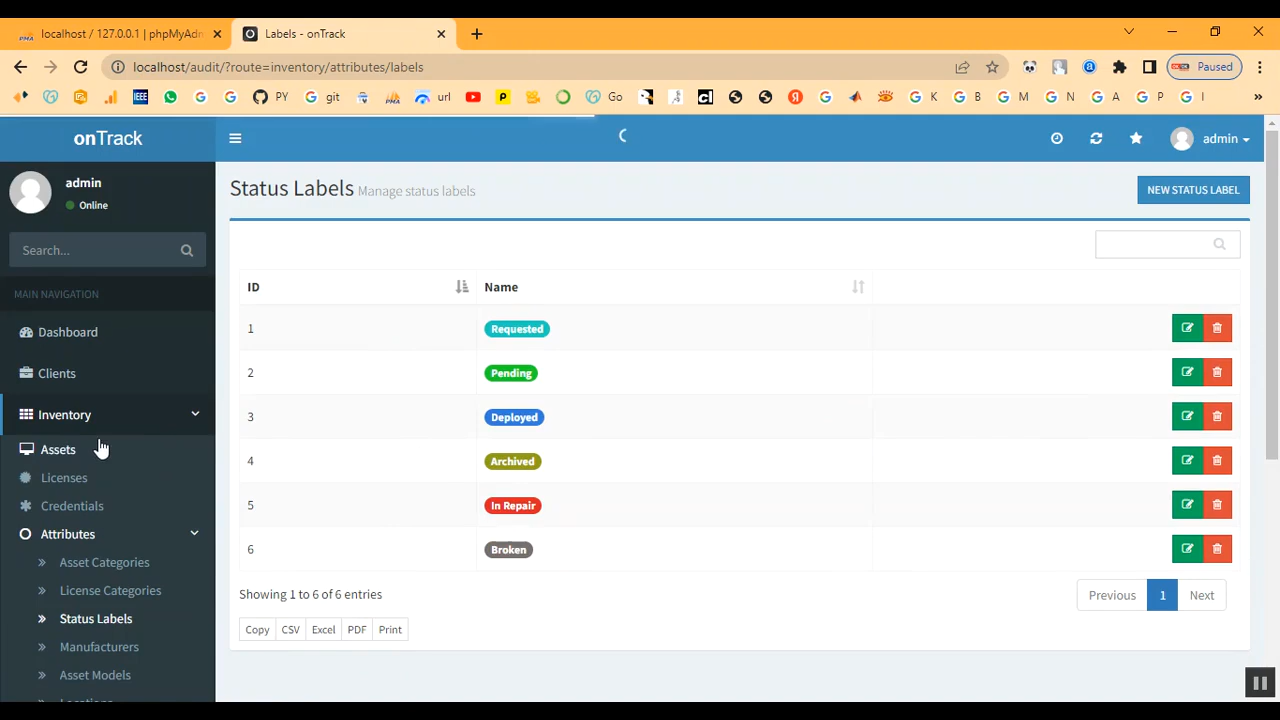 localhost / 127.0.0.1 | phpMyAdm
Labels - onTrack
localhost/audit/?route=inventory/attributes/labels
Paused
IEEE
PY
git
url
Go
K
B
M
N
A
P
I
onTrack
admin
admin
Online
Search...
MAIN NAVIGATION
Dashboard
Clients
Inventory
Assets
Licenses
Credentials
Attributes
Asset Categories
License Categories
Status Labels
Manufacturers
Asset Models
Locations
Status Labels Manage status labels
NEW STATUS LABEL
ID Name
1 Requested
2 Pending
3 Deployed
4 Archived
5 In Repair
6 Broken
Showing 1 to 6 of 6 entries
Previous 1 Next
Copy CSV Excel PDF Print